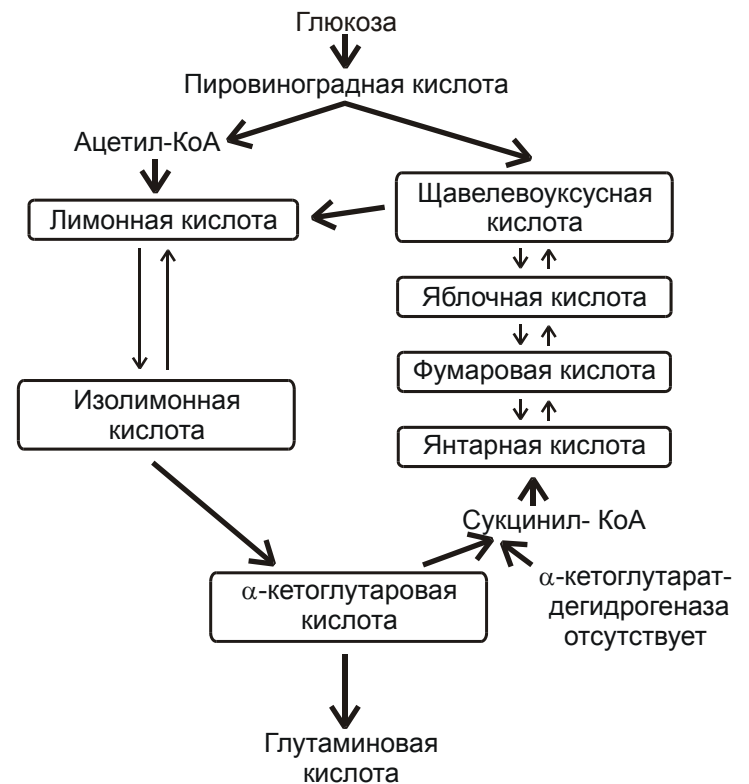 Глюкоза
Пировиноградная кислота
Ацетил-КоА
Лимонная кислота
Щавелевоуксусная
кислота
Яблочная кислота
Фумаровая кислота
Изолимонная
кислота
Янтарная кислота
Сукцинил- КоА
α-кетоглутаровая
кислота
α-кетоглутарат-
дегидрогеназа
отсутствует
Глутаминовая
кислота